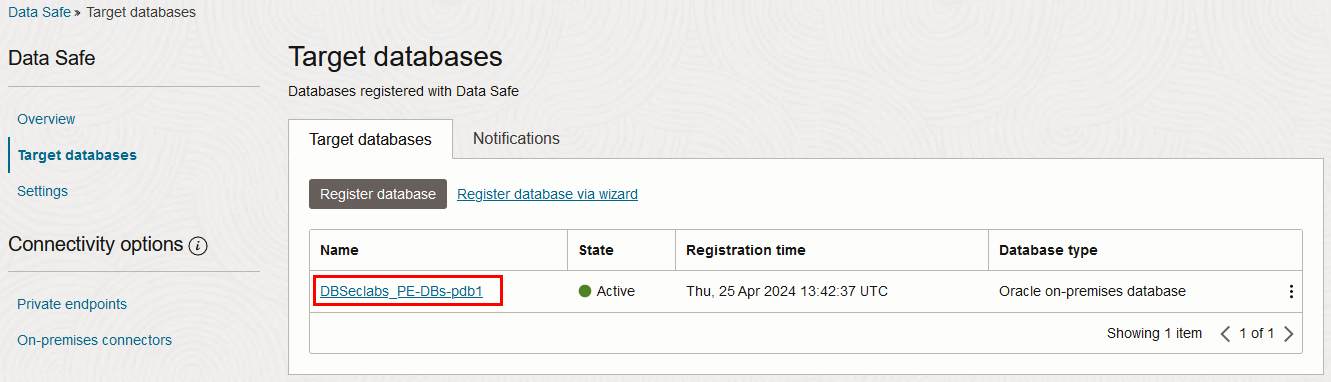 Data Safe » Target databases
Data Safe
Overview
Target databases
Settings
Connectivity options i
Private endpoints
On-premises connectors
Target databases
Databases registered with Data Safe
Target databases Notifications
Register database Register database via wizard
Name State Registration time Database type
DBSeclabs_PE-DBs-pdb1 Active Thu, 25 Apr 2024 13:42:37 UTC Oracle on-premises database
Showing 1 item < 1 of 1 >